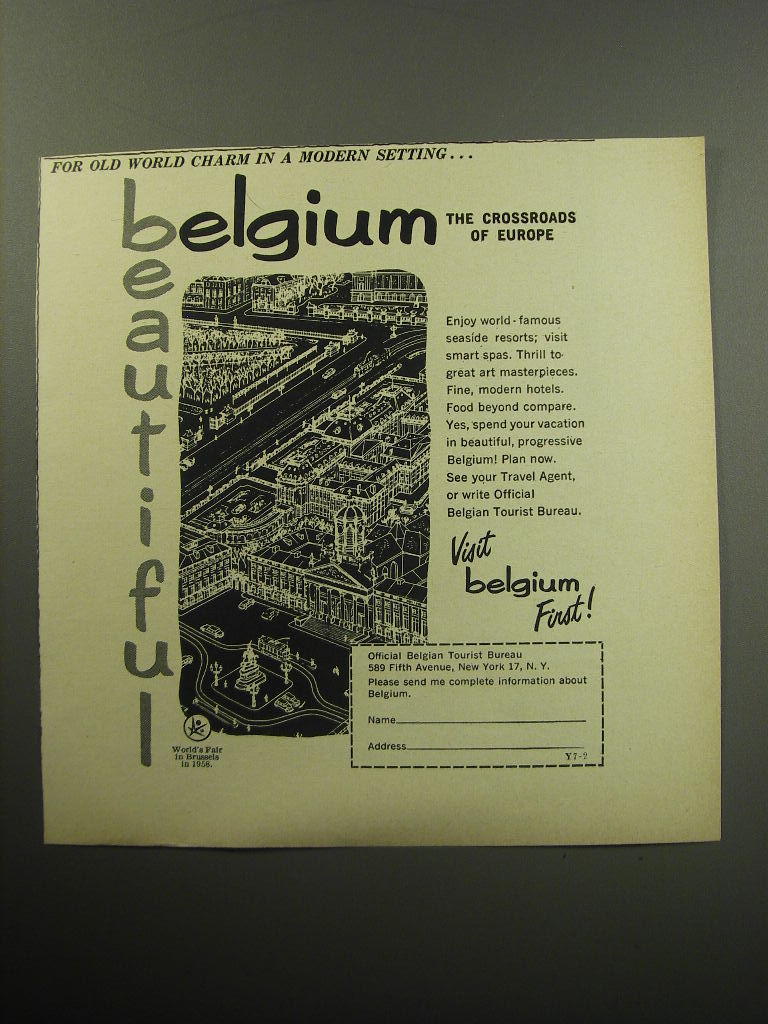 FOR OLD WORLD CHARM IN A MODERN SETTING...
belgium
beautiful
THE CROSSROADS
OF EUROPE
Enjoy world-famous
seaside resorts; visit
smart spas. Thrill to
great art masterpieces.
Fine, modern hotels.
Food beyond compare.
Yes, spend your vacation
in beautiful, progressive
Belgium! Plan now.
See your Travel Agent,
or write Official
Belgian Tourist Bureau.
Visit
belgium
First!
Official Belgian Tourist Bureau
589 Fifth Avenue, New York 17, N. Y.
Please send me complete information about
Belgium.
Name
Address
Y7-2
World's Fair
in Brussels
in 1958.